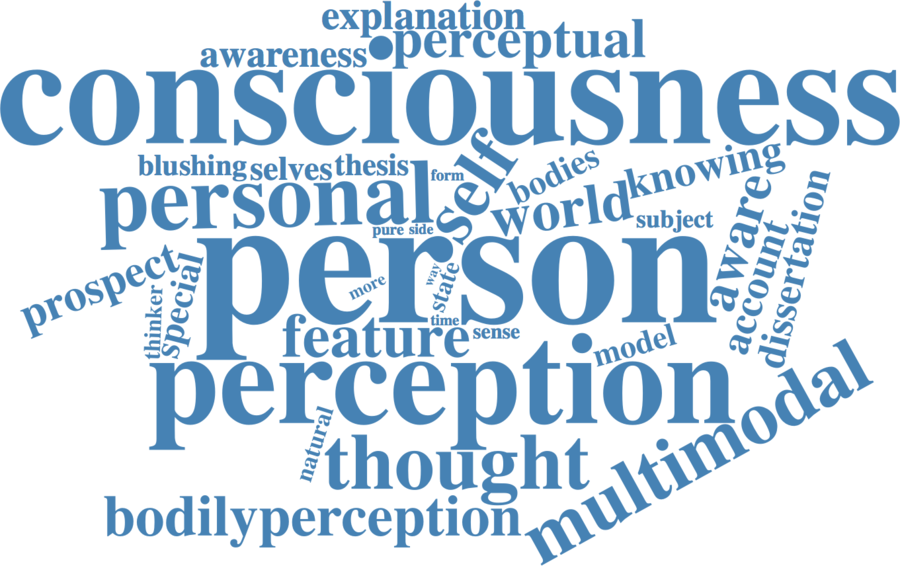 explanation
awareness perceptual
consciousness
blushing selves thesis form self bodies knowing
personal world subject
pure side
person
prospect thinker special more way state time
aware account dissertation
feature sense model
perception
natural thought multimodal
bodilyperception